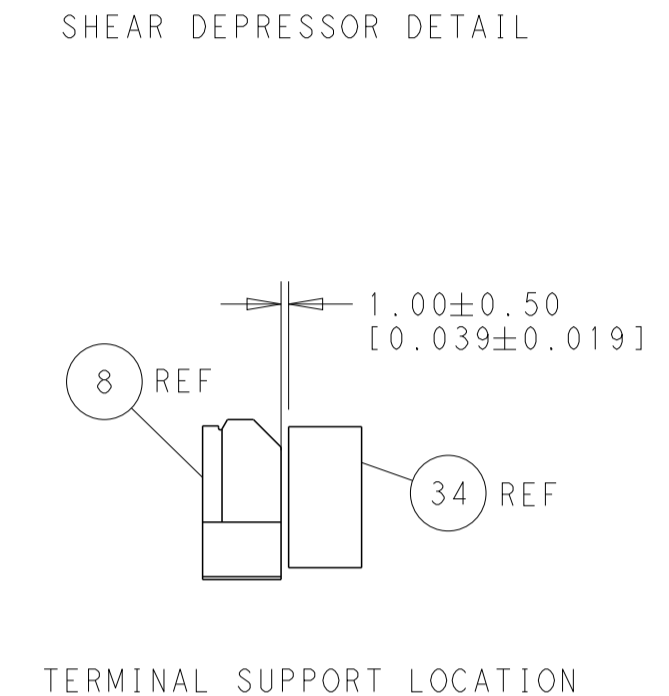 SHEAR DEPRESSOR DETAIL
1.00±0.50
[0.039±0.019]
8 REF
34 REF
TERMINAL SUPPORT LOCATION